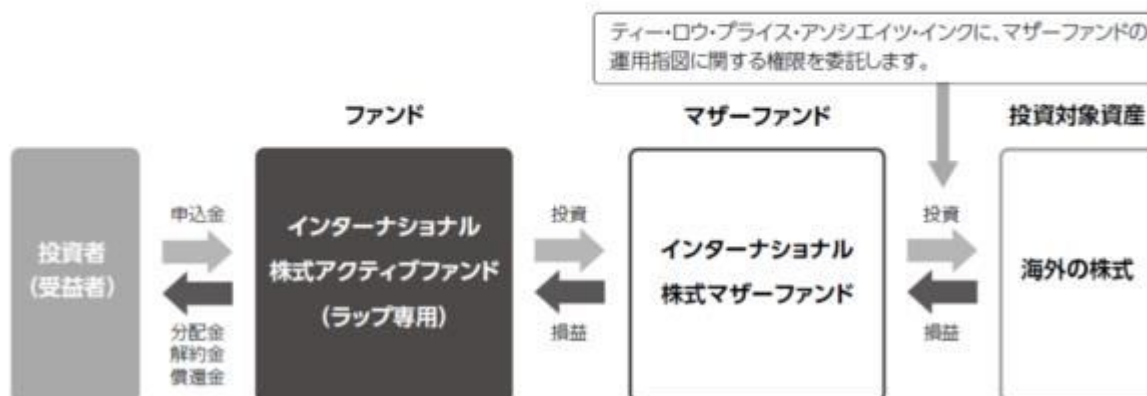 ティー・ロウ・プライス・アソシエイツ・インクに、マザーファンドの
運用指図に関する権限を委託します。
ファンド
マザーファンド
投資対象資産
投資者
(受益者)
申込金
分配金
解約金
償還金
インターナショナル
株式アクティブファンド
(ラップ専用)
投資
損益
インターナショナル
株式マザーファンド
投資
損益
海外の株式